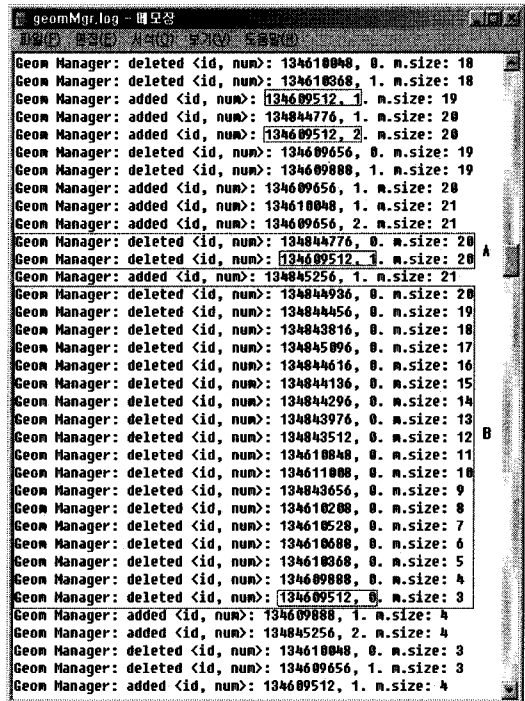 geomMgr.log - 메모장
파일(F) 편집(E) 서식(O) 보기(V) 도움말(H)
Geom Manager: deleted <id, num>: 134610048, 0. m.size: 18
Geom Manager: deleted <id, num>: 134610368, 1. m.size: 18
Geom Manager: added <id, num>: 134609512, 1. m.size: 19
Geom Manager: added <id, num>: 134844776, 1. m.size: 20
Geom Manager: added <id, num>: 134609512, 2. m.size: 20
Geom Manager: deleted <id, num>: 134609656, 0. m.size: 19
Geom Manager: deleted <id, num>: 134609888, 1. m.size: 19
Geom Manager: added <id, num>: 134609656, 1. m.size: 20
Geom Manager: added <id, num>: 134610048, 1. m.size: 21
Geom Manager: added <id, num>: 134609656, 2. m.size: 21
Geom Manager: deleted <id, num>: 134844776, 0. m.size: 20
A
Geom Manager: deleted <id, num>: 134609512, 1. m.size: 20
Geom Manager: added <id, num>: 134845256, 1. m.size: 21
Geom Manager: deleted <id, num>: 134844936, 0. m.size: 20
Geom Manager: deleted <id, num>: 134844456, 0. m.size: 19
Geom Manager: deleted <id, num>: 134843816, 0. m.size: 18
Geom Manager: deleted <id, num>: 134845096, 0. m.size: 17
Geom Manager: deleted <id, num>: 134844616, 0. m.size: 16
Geom Manager: deleted <id, num>: 134844136, 0. m.size: 15
Geom Manager: deleted <id, num>: 134844296, 0. m.size: 14
Geom Manager: deleted <id, num>: 134843976, 0. m.size: 13
Geom Manager: deleted <id, num>: 134843512, 0. m.size: 12
B
Geom Manager: deleted <id, num>: 134610848, 0. m.size: 11
Geom Manager: deleted <id, num>: 134611008, 0. m.size: 10
Geom Manager: deleted <id, num>: 134843656, 0. m.size: 9
Geom Manager: deleted <id, num>: 134610208, 0. m.size: 8
Geom Manager: deleted <id, num>: 134610528, 0. m.size: 7
Geom Manager: deleted <id, num>: 134610688, 0. m.size: 6
Geom Manager: deleted <id, num>: 134610368, 0. m.size: 5
Geom Manager: deleted <id, num>: 134609888, 0. m.size: 4
Geom Manager: deleted <id, num>: 134609512, 0. m.size: 3
Geom Manager: added <id, num>: 134609888, 1. m.size: 4
Geom Manager: added <id, num>: 134845256, 2. m.size: 4
Geom Manager: deleted <id, num>: 134610048, 0. m.size: 3
Geom Manager: deleted <id, num>: 134609656, 1. m.size: 3
Geom Manager: added <id, num>: 134609512, 1. m.size: 4